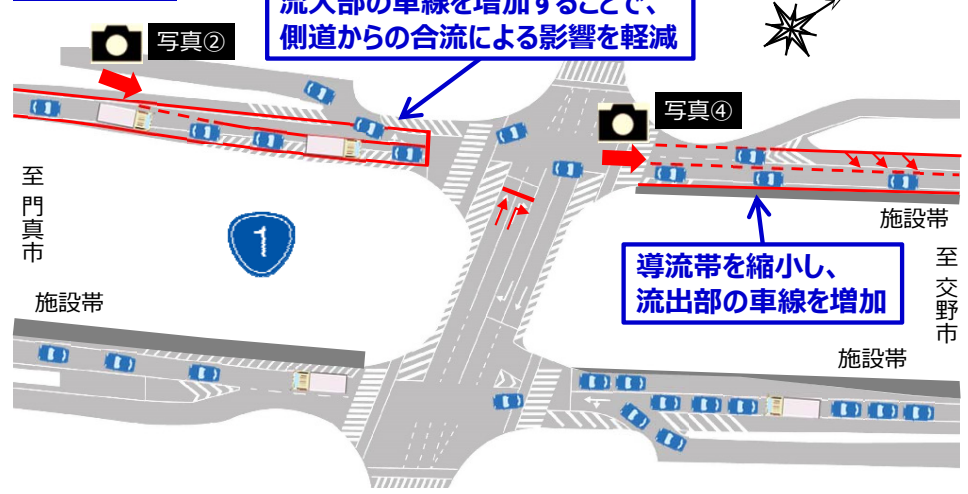 流入部の車線を増加することで、
側道からの合流による影響を軽減
写真②
写真④
至 門真市
1
施設帯
導流帯を縮小し、
流出部の車線を増加
至 交野市
施設帯
施設帯